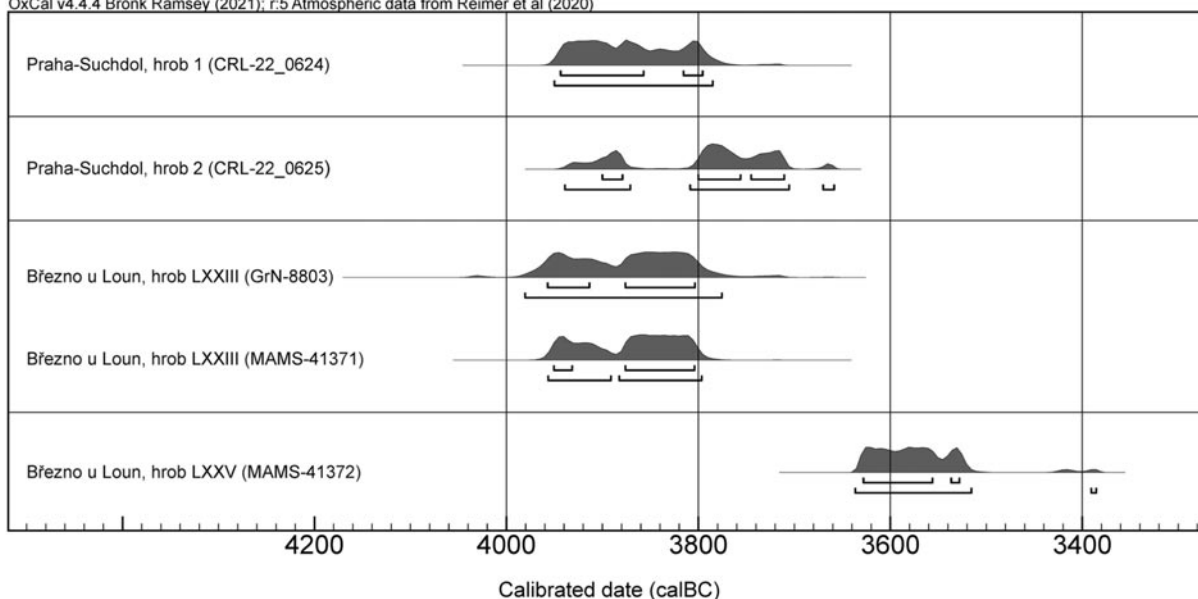 OxCal v4.4.4 Bronk Ramsey (2021); r:5 Atmospheric data from Reimer et al (2020)
Praha-Suchdol, hrob 1 (CRL-22_0624)
Praha-Suchdol, hrob 2 (CRL-22_0625)
Březno u Loun, hrob LXXIII (GrN-8803)
Březno u Loun, hrob LXXIII (MAMS-41371)
Březno u Loun, hrob LXXV (MAMS-41372)
4200 4000 3800 3600 3400
Calibrated date (calBC)